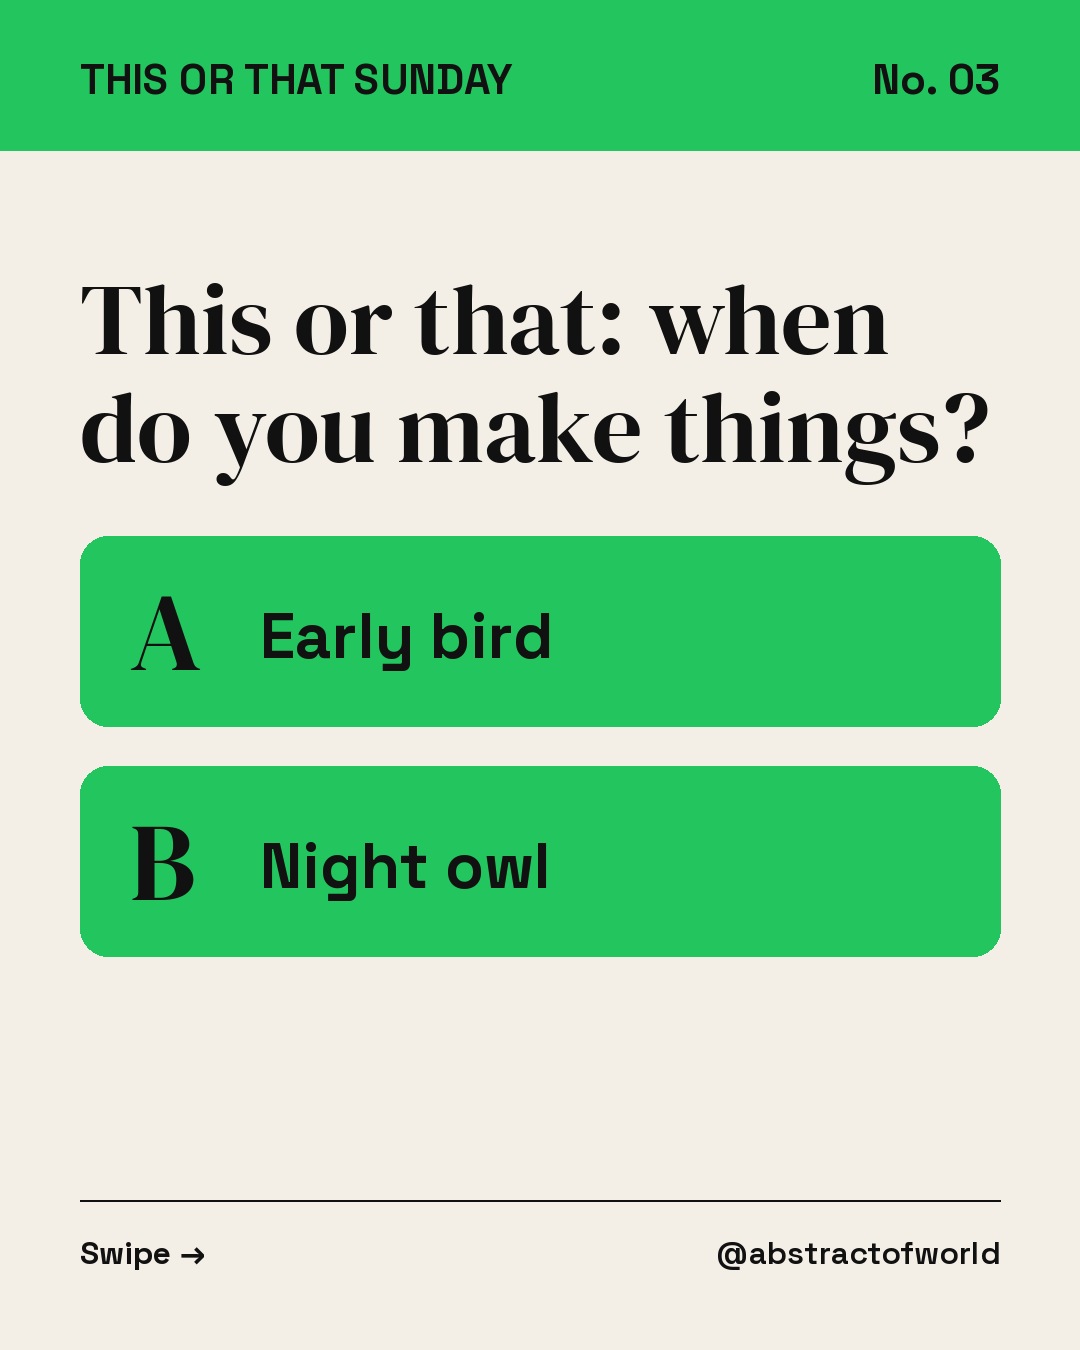 THIS OR THAT SUNDAY No. 03
This or that: when
do you make things?
A Early bird
B Night owl
Swipe → @abstractofworld